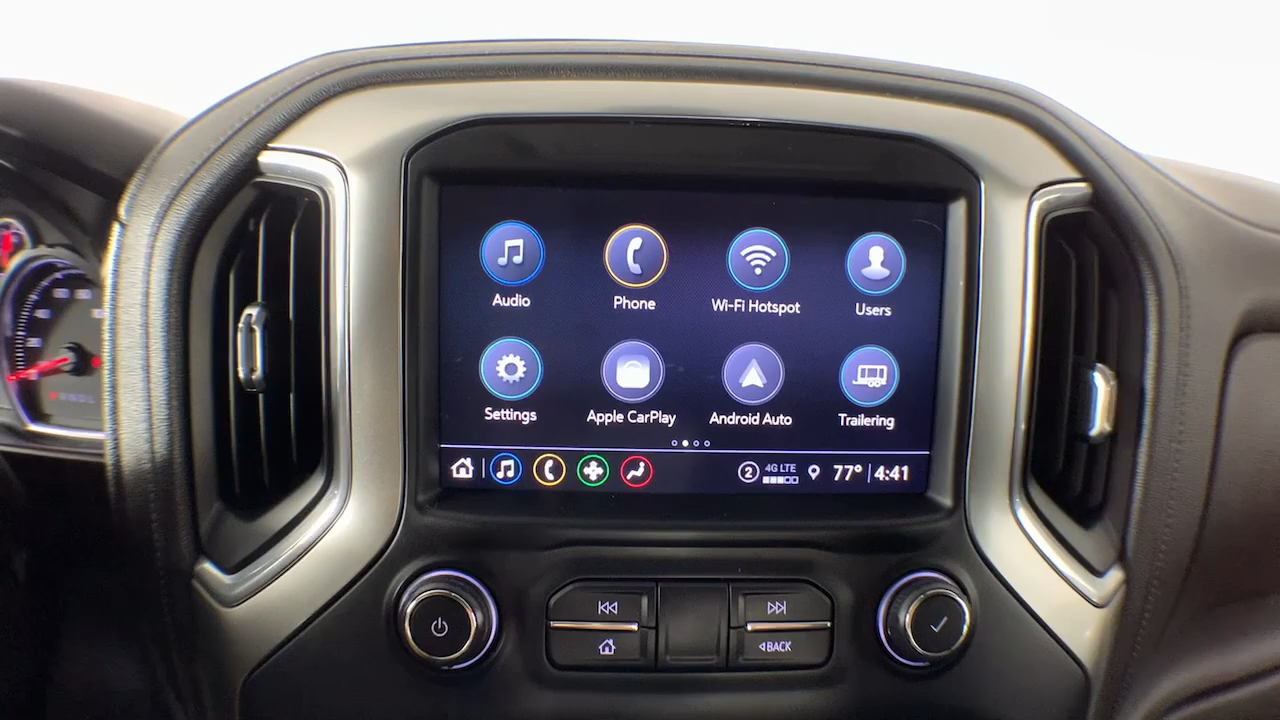 Audio
Phone
Wi-Fi Hotspot
Users
Settings
Apple CarPlay
Android Auto
Trailering
2
4G LTE
77° 4:41
BACK